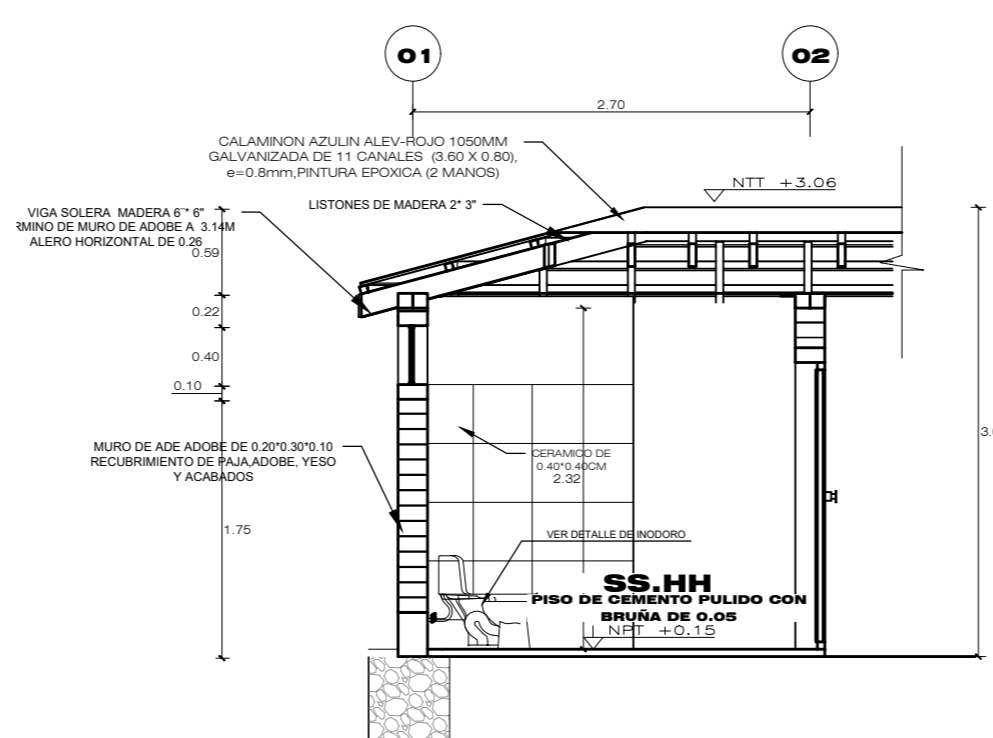 01
02
2.70
CALAMINON AZULIN ALEV-ROJO 1050MM
GALVANIZADA DE 11 CANALES (3.60 X 0.80),
e=0.8mm,PINTURA EPOXICA (2 MANOS)
NTT +3.06
LISTONES DE MADERA 2* 3"
VIGA SOLERA MADERA 6"* 6"
RMINO DE MURO DE ADOBE A 3.14M
ALERO HORIZONTAL DE 0.26
0.59
0.22
0.40
0.10
MURO DE ADE ADOBE DE 0.20*0.30*0.10
RECUBRIMIENTO DE PAJA,ADOBE, YESO
Y ACABADOS
CERAMICO DE
0.40*0.40CM
2.32
1.75
VER DETALLE DE INODORO
SS.HH
PISO DE CEMENTO PULIDO CON
BRUÑA DE 0.05
NPT +0.15